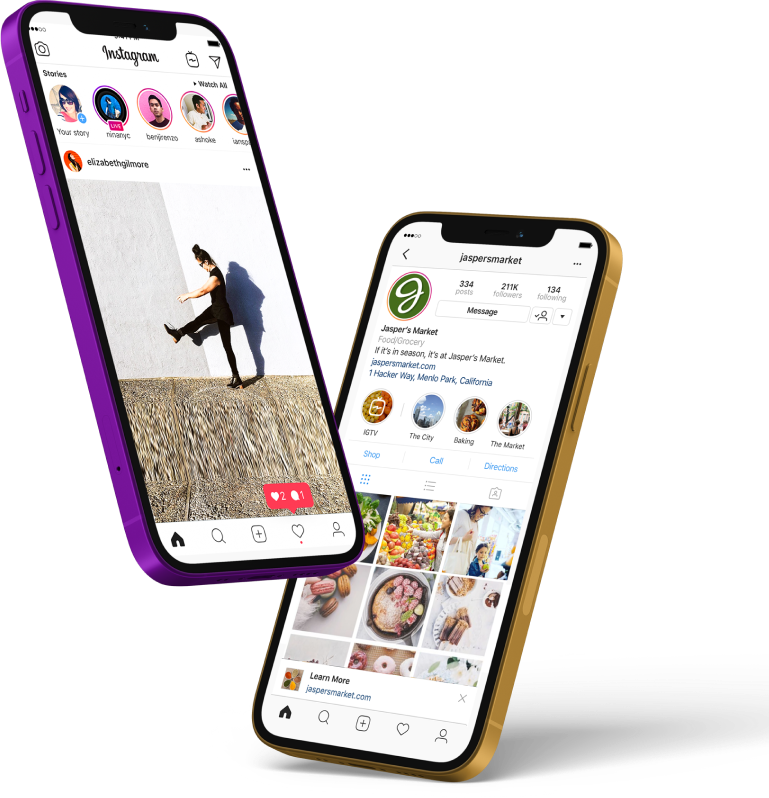 Instagram
Stories
Watch All
Your story
LIVE
ninanyc
benjirenzo
ashoke
elizabethgilmore
2 1
jaspersmarket
334 211K 134
posts followers following
Message
Jasper's Market
Food/Grocery
If it's in season, it's at Jasper's Market.
jaspersmarket.com
1 Hacker Way, Menlo Park, California
IGTV The City Baking The Market
Shop Call Directions
Learn More
jaspersmarket.com